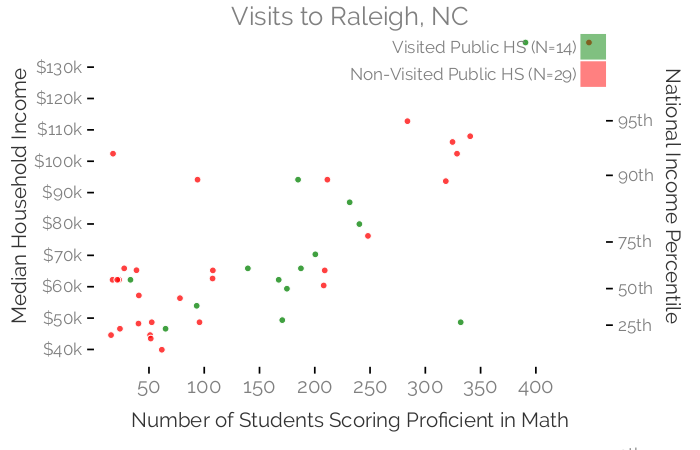 Visits to Raleigh, NC
Visited Public HS (N=14)
Non-Visited Public HS (N=29)
Median Household Income
$130k
$120k
$110k
$100k
$90k
$80k
$70k
$60k
$50k
$40k
National Income Percentile
95th
90th
75th
50th
25th
50 100 150 200 250 300 350 400
Number of Students Scoring Proficient in Math